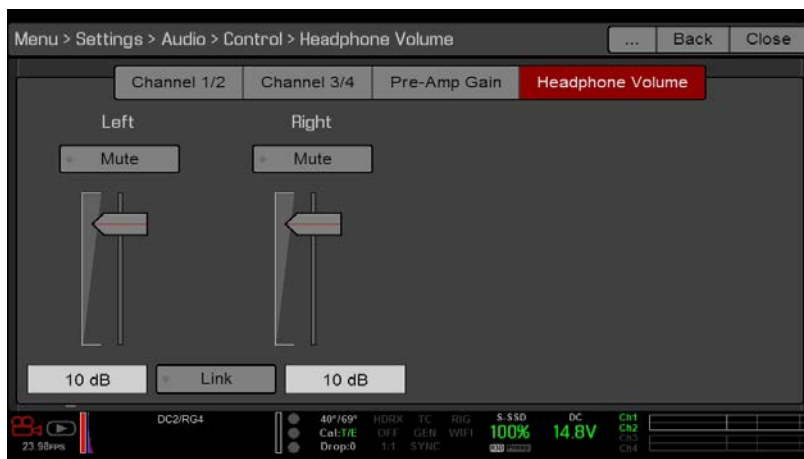 Menu > Settings > Audio > Control > Headphone Volume ... Back Close
Channel 1/2 Channel 3/4 Pre-Amp Gain Headphone Volume
Left Right
Mute Mute
10 dB Link 10 dB
DC2/RG4 40°/69° HDRX TC RIG S-SSD DC Ch1
Cal:T/E OFF GEN WIFI 100% 14.8V Ch2
23.98FPS Drop:0 1:1 SYNC Ch3
Ch4